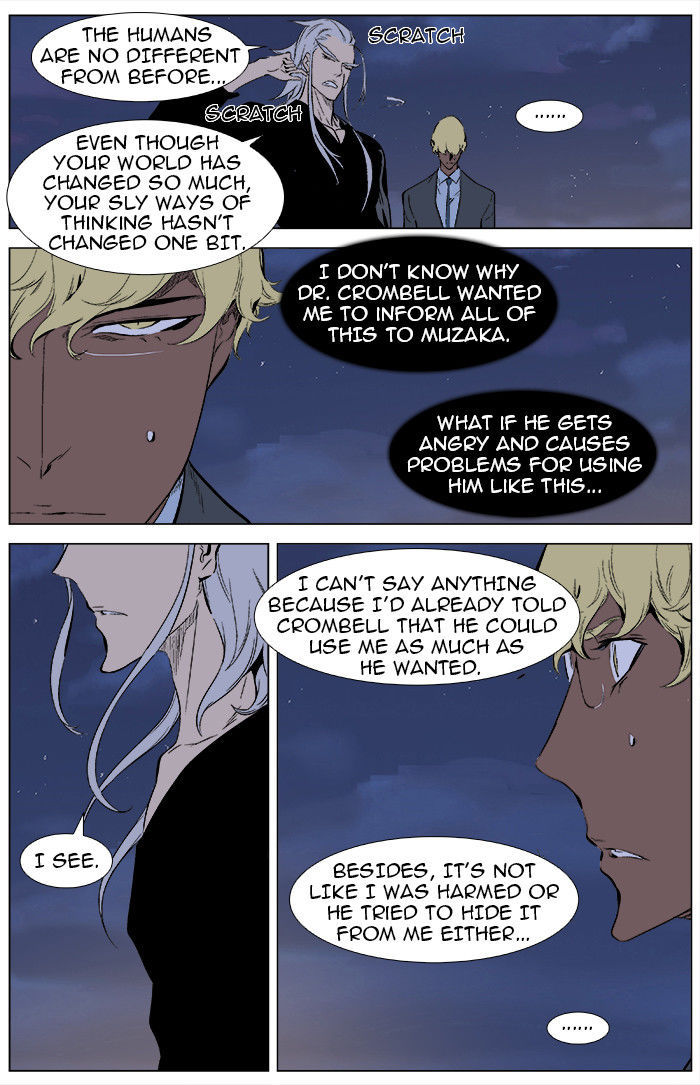 THE HUMANS
ARE NO DIFFERENT
FROM BEFORE...
SCRATCH
SCRATCH
......
EVEN THOUGH
YOUR WORLD HAS
CHANGED SO MUCH,
YOUR SLY WAYS OF
THINKING HASN'T
CHANGED ONE BIT.
I DON'T KNOW WHY
DR. CROMBELL WANTED
ME TO INFORM ALL OF
THIS TO MUZAKA.
WHAT IF HE GETS
ANGRY AND CAUSES
PROBLEMS FOR USING
HIM LIKE THIS...
I SEE.
I CAN'T SAY ANYTHING
BECAUSE I'D ALREADY TOLD
CROMBELL THAT HE COULD
USE ME AS MUCH AS
HE WANTED.
BESIDES, IT'S NOT
LIKE I WAS HARMED OR
HE TRIED TO HIDE IT
FROM ME EITHER...
......